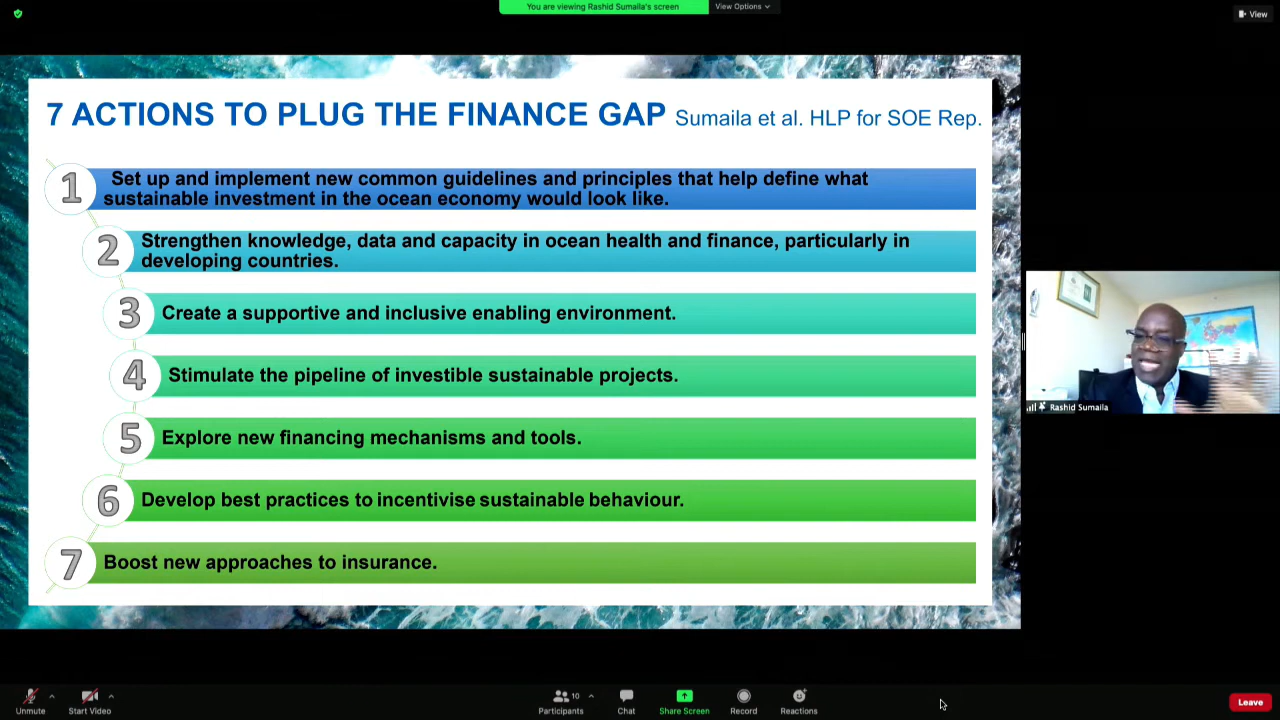 You are viewing Rashid Sumaila's screen
View Options
View
7 ACTIONS TO PLUG THE FINANCE GAP Sumaila et al. HLP for SOE Rep.
1
Set up and implement new common guidelines and principles that help define what
sustainable investment in the ocean economy would look like.
2
Strengthen knowledge, data and capacity in ocean health and finance, particularly in
developing countries.
3
Create a supportive and inclusive enabling environment.
4
Stimulate the pipeline of investible sustainable projects.
5
Explore new financing mechanisms and tools.
6
Develop best practices to incentivise sustainable behaviour.
7
Boost new approaches to insurance.
Rashid Sumaila
Unmute
Start Video
10
Participants
Chat
Share Screen
Record
Reactions
Leave